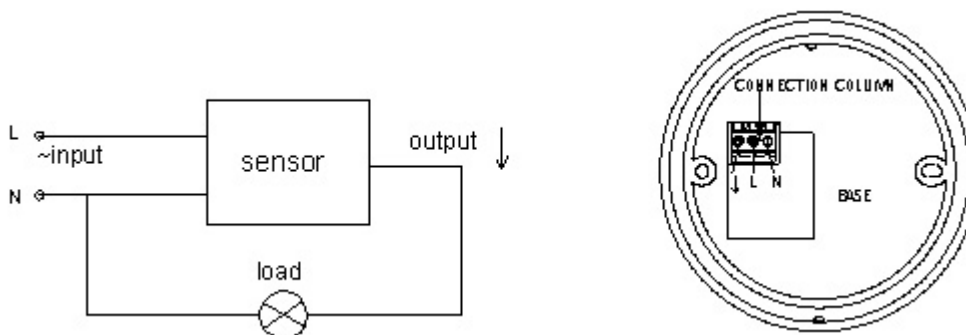 L
~input
N
sensor
output ↓
load
CONNECTION COLUMN
↓ L N
BASE